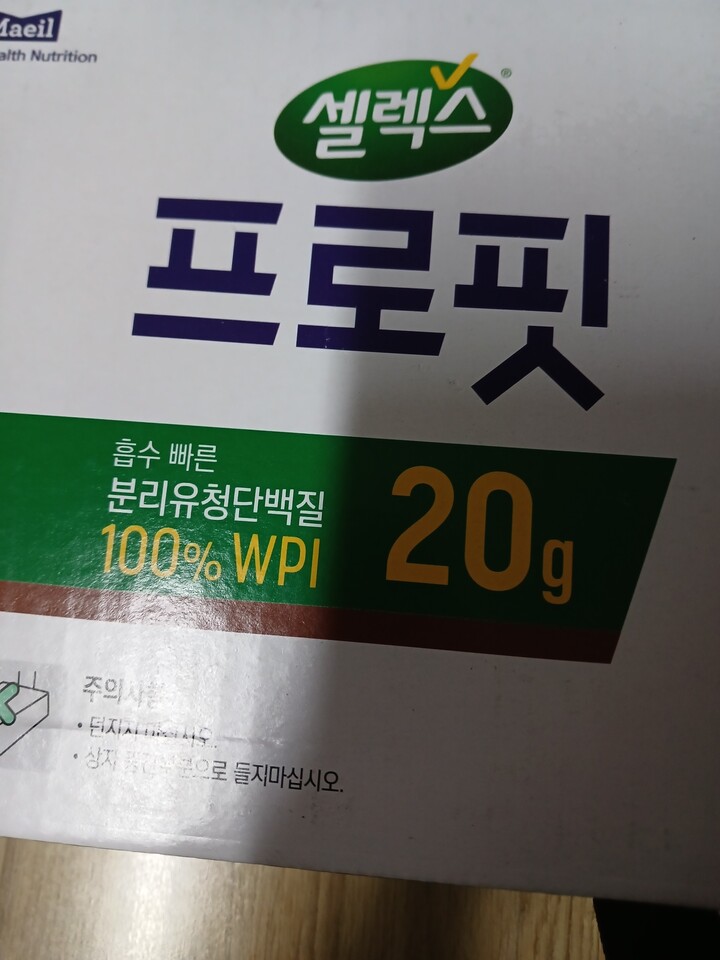 Maeil
alth Nutrition
셀렉스®
프로핏
흡수 빠른
분리유청단백질
100% WPI
20g
주의사항
• 던지지 마십시오.
• 상자 으로 들지마십시오.